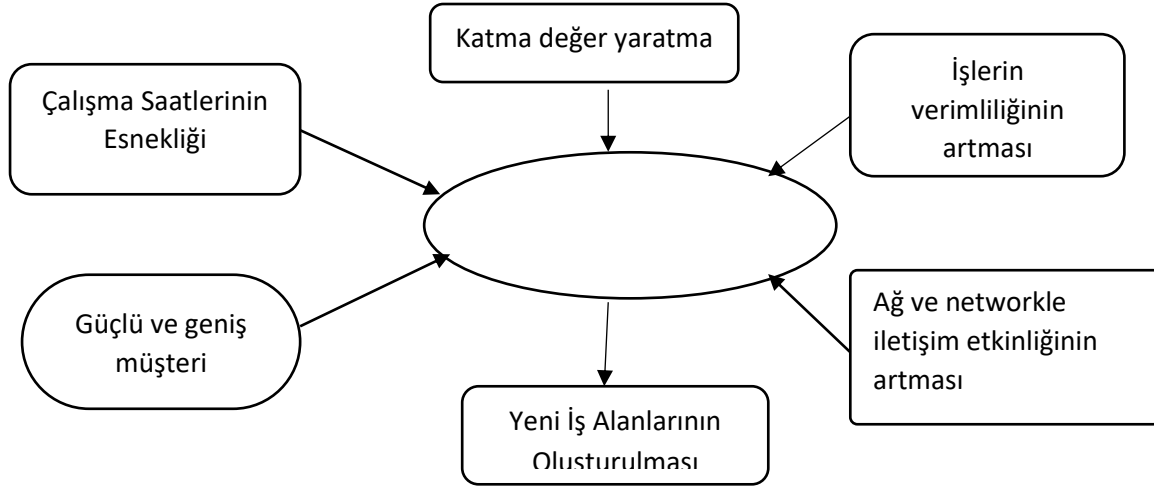 Katma değer yaratma
Çalışma Saatlerinin
Esnekliği
İşlerin
verimliliğinin
artması
Güçlü ve geniş
müşteri
Ağ ve networkle
iletişim etkinliğinin
artması
Yeni İş Alanlarının
Oluşturulması